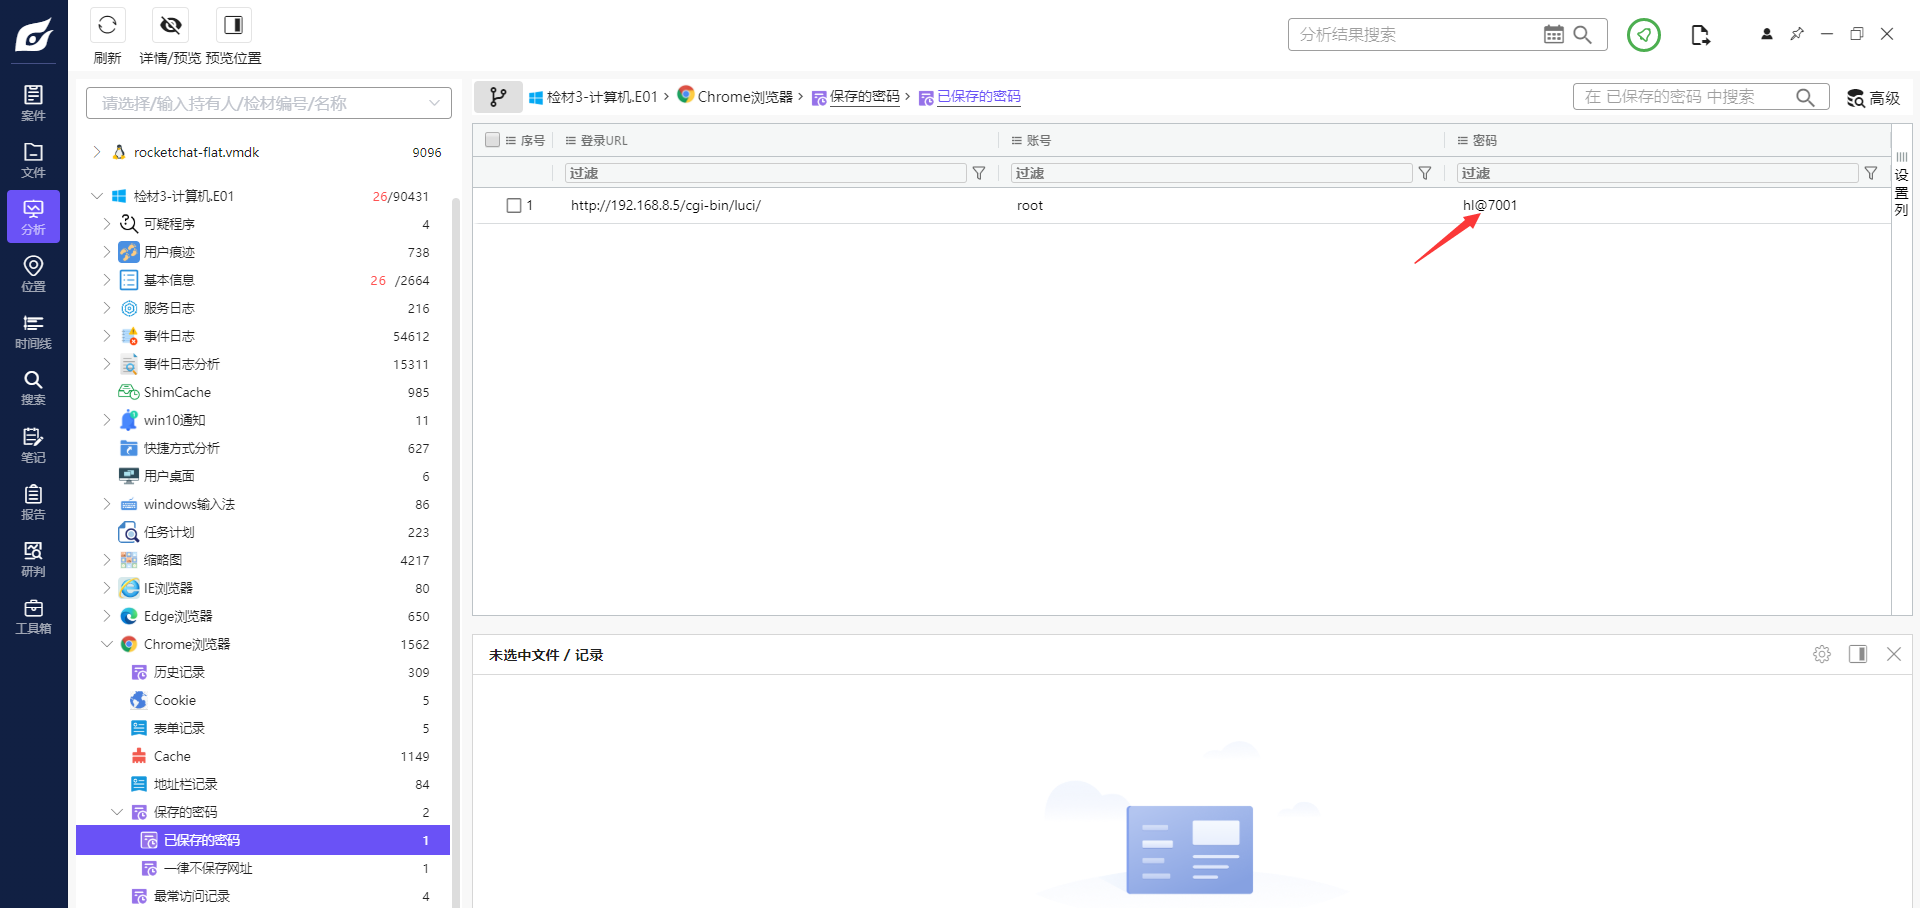 刷新
详情/预览
预览位置
分析结果搜索
案件
文件
分析
位置
时间线
搜索
笔记
报告
研判
工具箱
请选择/输入持有人/检材编号/名称
rocketchat-flat.vmdk 9096
检材3-计算机.E01 26/90431
可疑程序 4
用户痕迹 738
基本信息 26 /2664
服务日志 216
事件日志 54612
事件日志分析 15311
ShimCache 985
win10通知 11
快捷方式分析 627
用户桌面 6
windows输入法 86
任务计划 223
缩略图 4217
IE浏览器 80
Edge浏览器 650
Chrome浏览器 1562
历史记录 309
Cookie 5
表单记录 5
Cache 1149
地址栏记录 84
保存的密码 2
已保存的密码 1
一律不保存网址 1
最常访问记录 4
检材3-计算机.E01 › Chrome浏览器 › 保存的密码 › 已保存的密码
在 已保存的密码 中搜索
高级
序号 登录URL 账号 密码
过滤 过滤 过滤
1 http://192.168.8.5/cgi-bin/luci/ root hl@7001
设置列
未选中文件 / 记录